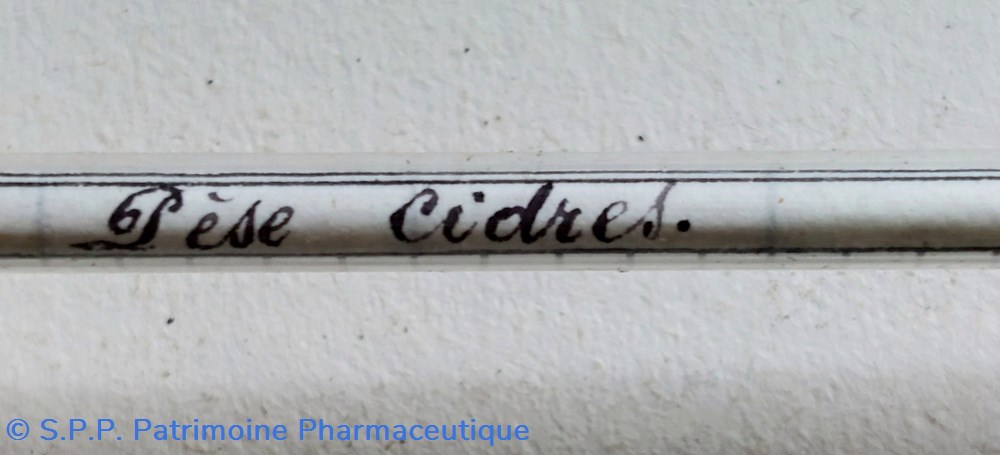 Pèse Cidres.
© S.P.P. Patrimoine Pharmaceutique